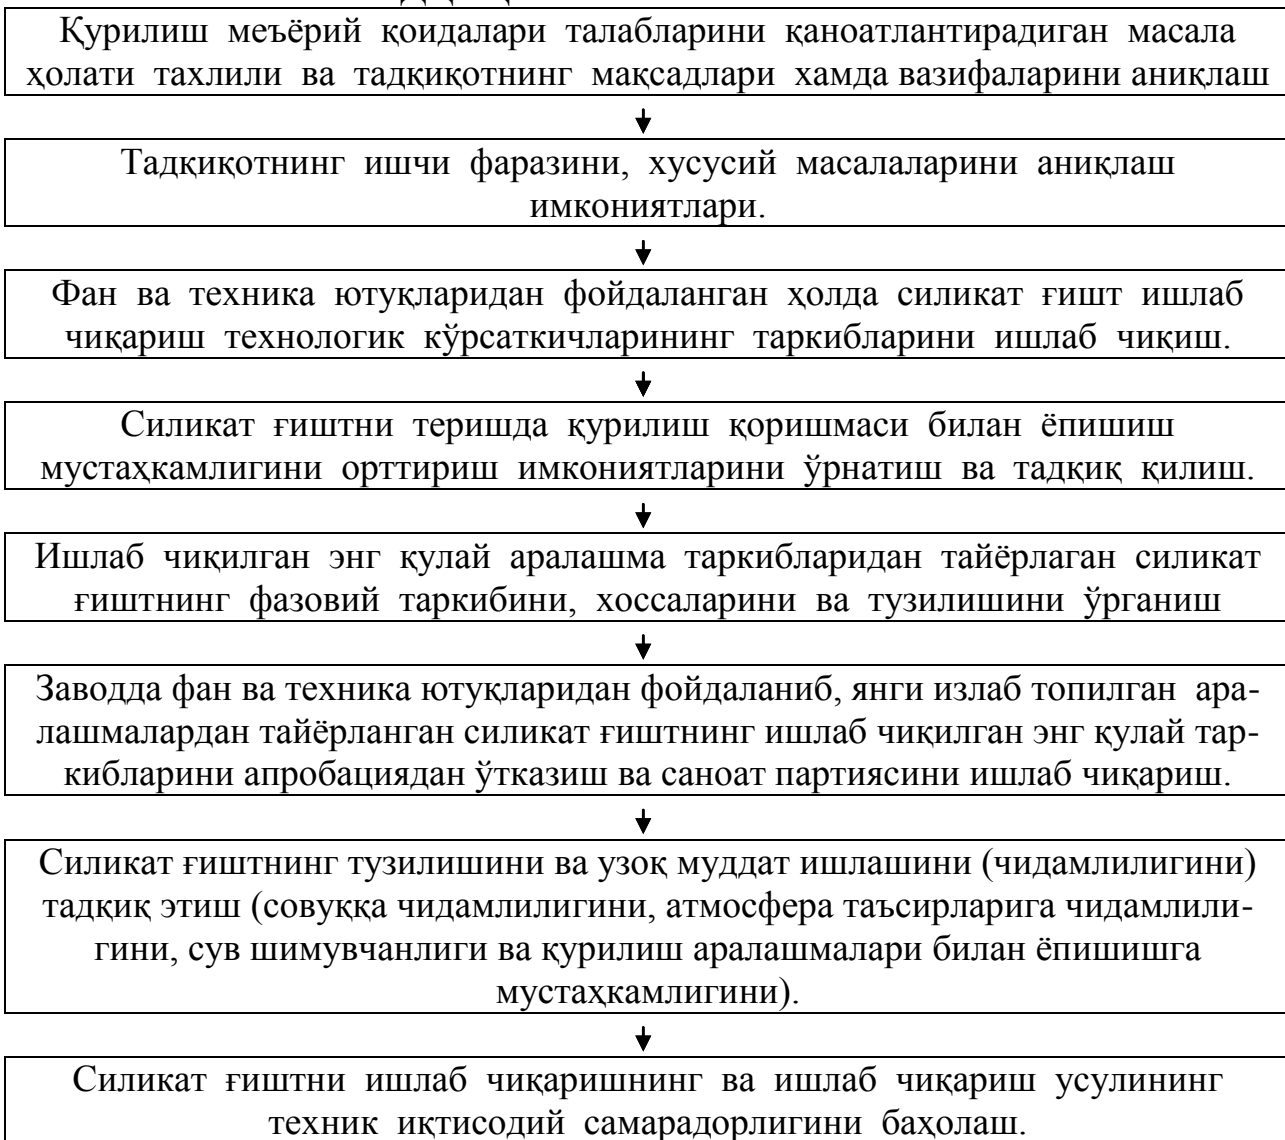 Қурилиш меъёрий қоидалари талабларини қаноатлантирадиган масала
ҳолати тахлили ва тадқиқотнинг мақсадлари хамда вазифаларини аниқлаш
Тадқиқотнинг ишчи фаразини, хусусий масалаларини аниқлаш
имкониятлари.
Фан ва техника ютуқларидан фойдаланган ҳолда силикат ғишт ишлаб
чиқариш технологик кўрсаткичларининг таркибларини ишлаб чиқиш.
Силикат ғиштни теришда қурилиш қоришмаси билан ёпишиш
мустаҳкамлигини орттириш имкониятларини ўрнатиш ва тадқиқ қилиш.
Ишлаб чиқилган энг қулай аралашма таркибларидан тайёрлаган силикат
ғиштнинг фазовий таркибини, хоссаларини ва тузилишини ўрганиш
Заводда фан ва техника ютуқларидан фойдаланиб, янги излаб топилган ара-
лашмалардан тайёрланган силикат ғиштнинг ишлаб чиқилган энг қулай тар-
кибларини апробациядан ўтказиш ва саноат партиясини ишлаб чиқариш.
Силикат ғиштнинг тузилишини ва узоқ муддат ишлашини (чидамлилигини)
тадқиқ этиш (совуққа чидамлилигини, атмосфера таъсирларига чидамлили-
гини, сув шимувчанлиги ва қурилиш аралашмалари билан ёпишишга
мустаҳкамлигини).
Силикат ғиштни ишлаб чиқаришнинг ва ишлаб чиқариш усулининг
техник иқтисодий самарадорлигини баҳолаш.